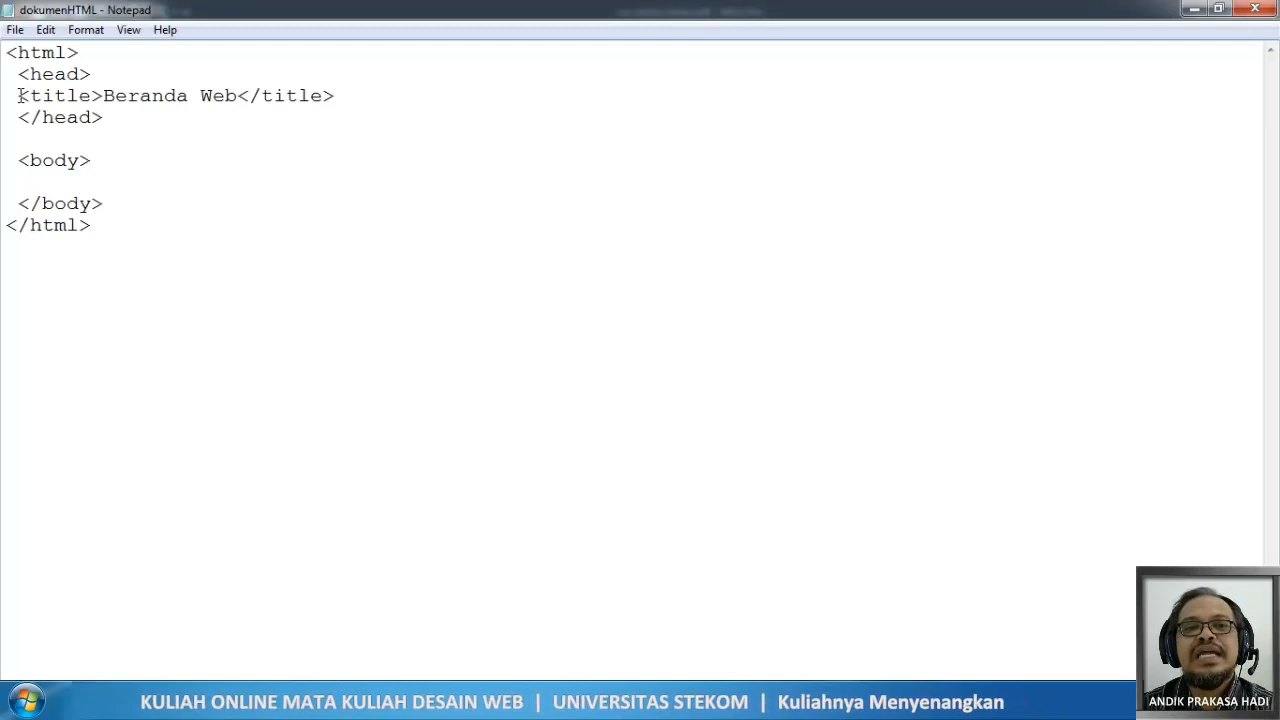 dokumenHTML - Notepad
File Edit Format View Help
<html>
<head>
<title>Beranda Web</title>
</head>
<body>
</body>
</html>
KULIAH ONLINE MATA KULIAH DESAIN WEB | UNIVERSITAS STEKOM | Kuliahnya Menyenangkan
ANDIK PRAKASA HADI